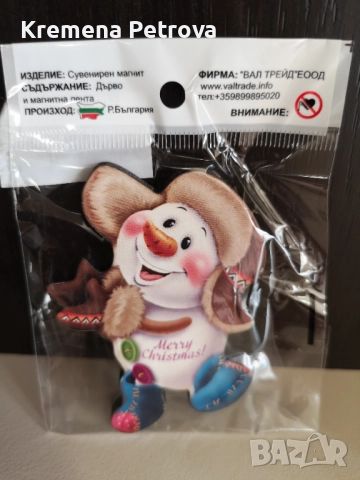 Kremena Petrova
ИЗДЕЛИЕ: Сувенирен магнит
СЪДЪРЖАНИЕ: Дърво
и магнитна лента
ПРОИЗХОД: Р.България
ФИРМА: "ВАЛ ТРЕЙД"ЕООД
www.valtrade.info
тел:+359899895020
ВНИМАНИЕ:
Merry
Christmas!
bazar